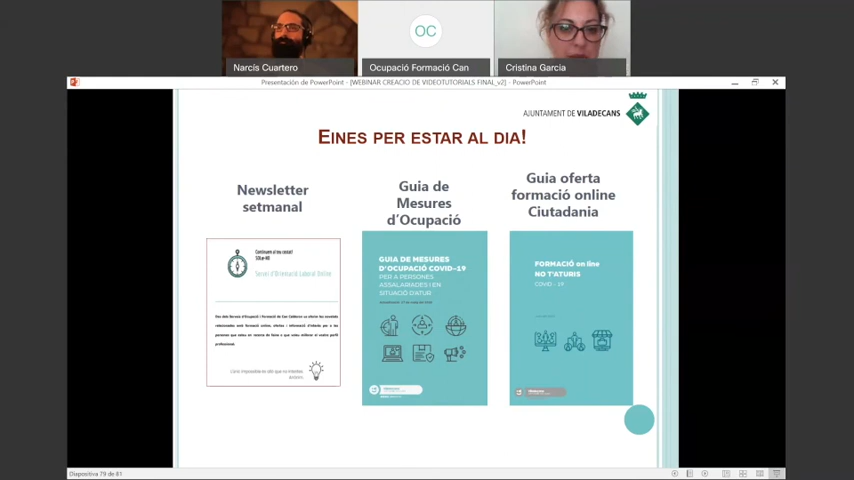 OC
Narcís Cuartero
Ocupació Formació Can
Cristina Garcia
Presentación de PowerPoint - [WEBINAR CREACIO DE VIDEOTUTORIALS FINAL_v2] - PowerPoint
AJUNTAMENT DE VILADECANS
EINES PER ESTAR AL DIA!
Newsletter
setmanal
Guia de
Mesures
d'Ocupació
Guia oferta
formació online
Ciutadania
Continuem al teu costat!
Servei d'Orientació Laboral Online
GUIA DE MESURES
D'OCUPACIÓ COVID-19
PER A PERSONES
ASSALARIADES I EN
SITUACIÓ D'ATUR
FORMACIÓ on line
NO T'ATURIS
COVID - 19
Diapositiva 79 de 81